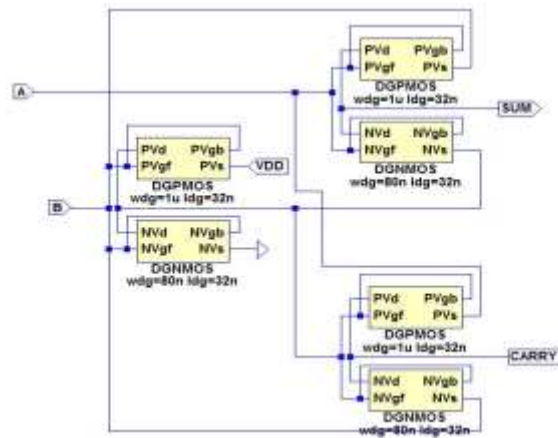 PVd PVgb
PVgf PVs
DGPMOS
wdg=1u ldg=32n
A
SUM
NVd NVgb
NVgf NVs
DGNMOS
wdg=80n ldg=32n
PVd PVgb
PVgf PVs
VDD
DGPMOS
wdg=1u ldg=32n
B
NVd NVgb
NVgf NVs
DGNMOS
wdg=80n ldg=32n
PVd PVgb
PVgf PVs
DGPMOS
wdg=1u ldg=32n
CARRY
NVd NVgb
NVgf NVs
DGNMOS
wdg=80n ldg=32n